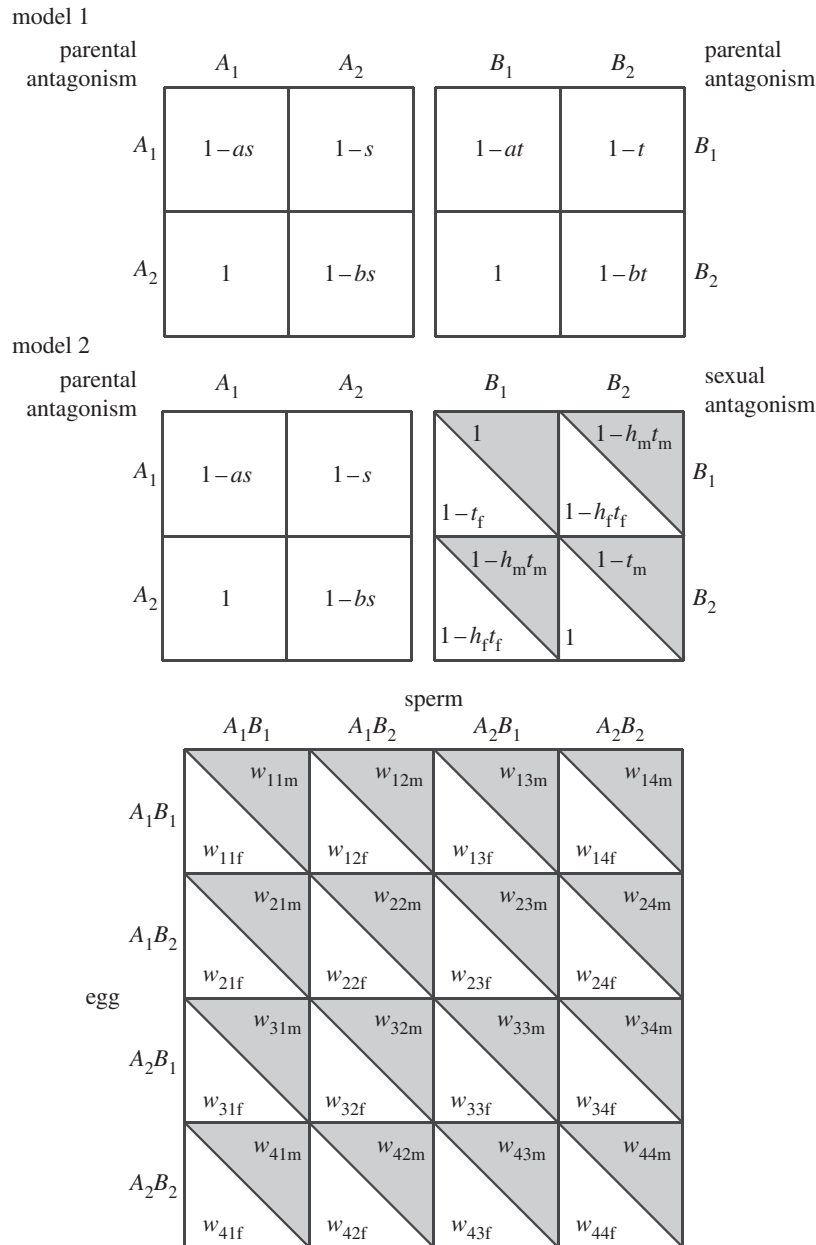 model 1
parental antagonism A₁ A₂ B₁ B₂ parental antagonism
A₁ 1–as 1–s 1–at 1–t B₁
A₂ 1 1–bs 1 1–bt B₂
model 2
parental antagonism A₁ A₂ B₁ B₂ sexual antagonism
1 1–hₘtₘ
A₁ 1–as 1–s B₁
1–t_f 1–h_ft_f
1–hₘtₘ 1–tₘ
A₂ 1 1–bs B₂
1–h_ft_f 1
sperm
A₁B₁ A₁B₂ A₂B₁ A₂B₂
w₁₁ₘ w₁₂ₘ w₁₃ₘ w₁₄ₘ
A₁B₁
w₁₁f w₁₂f w₁₃f w₁₄f
w₂₁ₘ w₂₂ₘ w₂₃ₘ w₂₄ₘ
A₁B₂
w₂₁f w₂₂f w₂₃f w₂₄f
egg
w₃₁ₘ w₃₂ₘ w₃₃ₘ w₃₄ₘ
A₂B₁
w₃₁f w₃₂f w₃₃f w₃₄f
w₄₁ₘ w₄₂ₘ w₄₃ₘ w₄₄ₘ
A₂B₂
w₄₁f w₄₂f w₄₃f w₄₄f